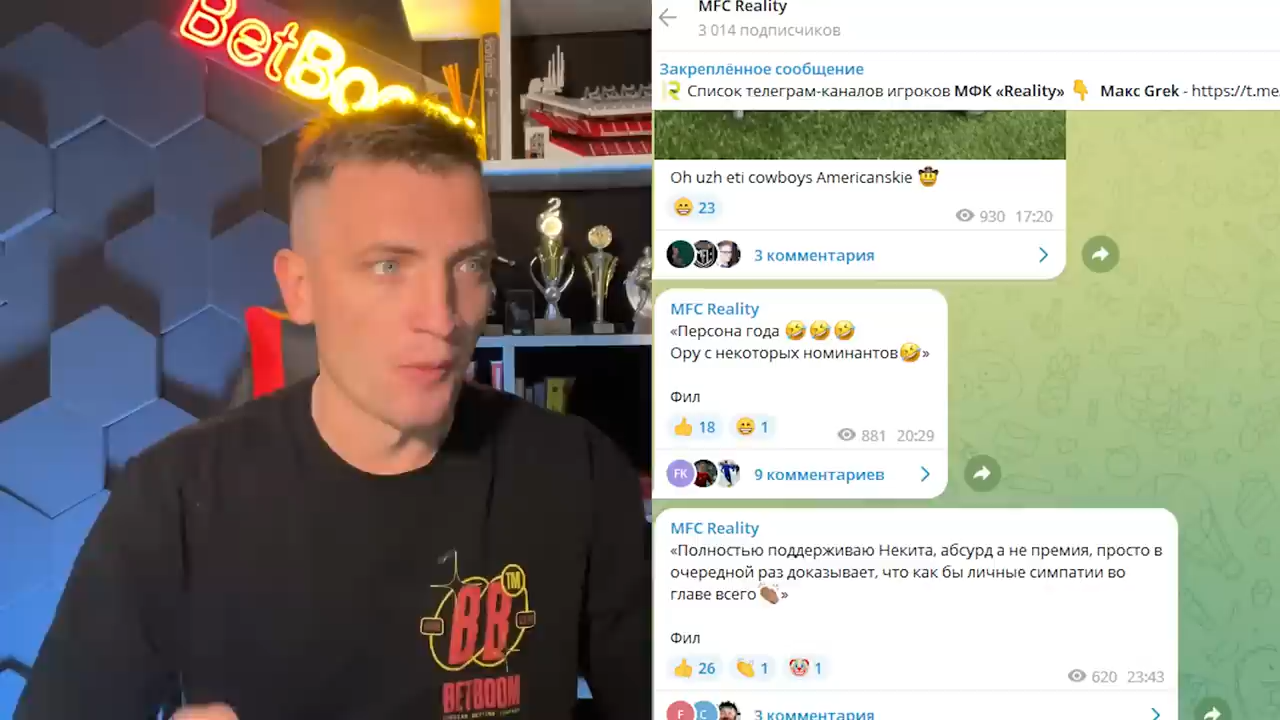 BetBoo
MFC Reality
3 014 подписчиков
Закреплённое сообщение
Список телеграм-каналов игроков МФК «Reality» 👇 Макс Grek - https://t.me
Oh uzh eti cowboys Americanskie 🤠
😁 23
930 17:20
3 комментария
MFC Reality
«Персона года 🤣🤣🤣
Ору с некоторых номинантов🤣»
Фил
👍 18 😁 1
881 20:29
FK 9 комментариев
MFC Reality
«Полностью поддерживаю Некита, абсурд а не премия, просто в
очередной раз доказывает, что как бы личные симпатии во
главе всего👏🏾»
Фил
👍 26 👏 1 🤡 1
620 23:43
F C 3 комментария
TM
BB
BETBOOM